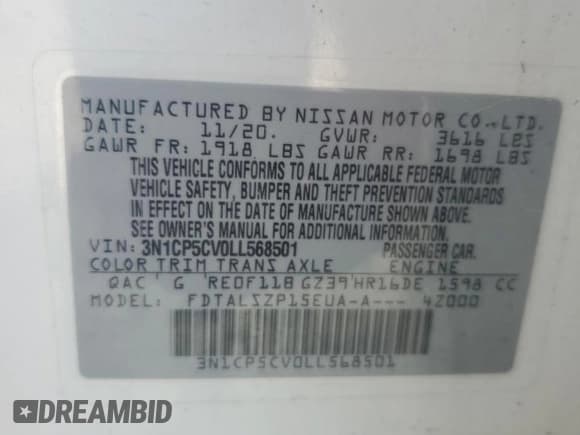 MANUFACTURED BY NISSAN MOTOR CO., LTD.
DATE: 11/20. GVWR: 3616 LBS
GAWR FR: 1918 LBS GAWR RR: 1698 LBS
THIS VEHICLE CONFORMS TO ALL APPLICABLE FEDERAL MOTOR
VEHICLE SAFETY, BUMPER AND THEFT PREVENTION STANDARDS
IN EFFECT ON THE DATE OF MANUFACTURE SHOWN ABOVE.
SEE OWNER'S MANUAL FOR ADDITIONAL INFORMATION.
VIN: 3N1CP5CV0LL568501 PASSENGER CAR.
COLOR TRIM TRANS AXLE ENGINE
QAC G RE0F11B GZ39 HR16DE 1598 CC
MODEL: FDTALSZP15EUA-A--- 4Z000
3N1CP5CV0LL568501
DREAMBID